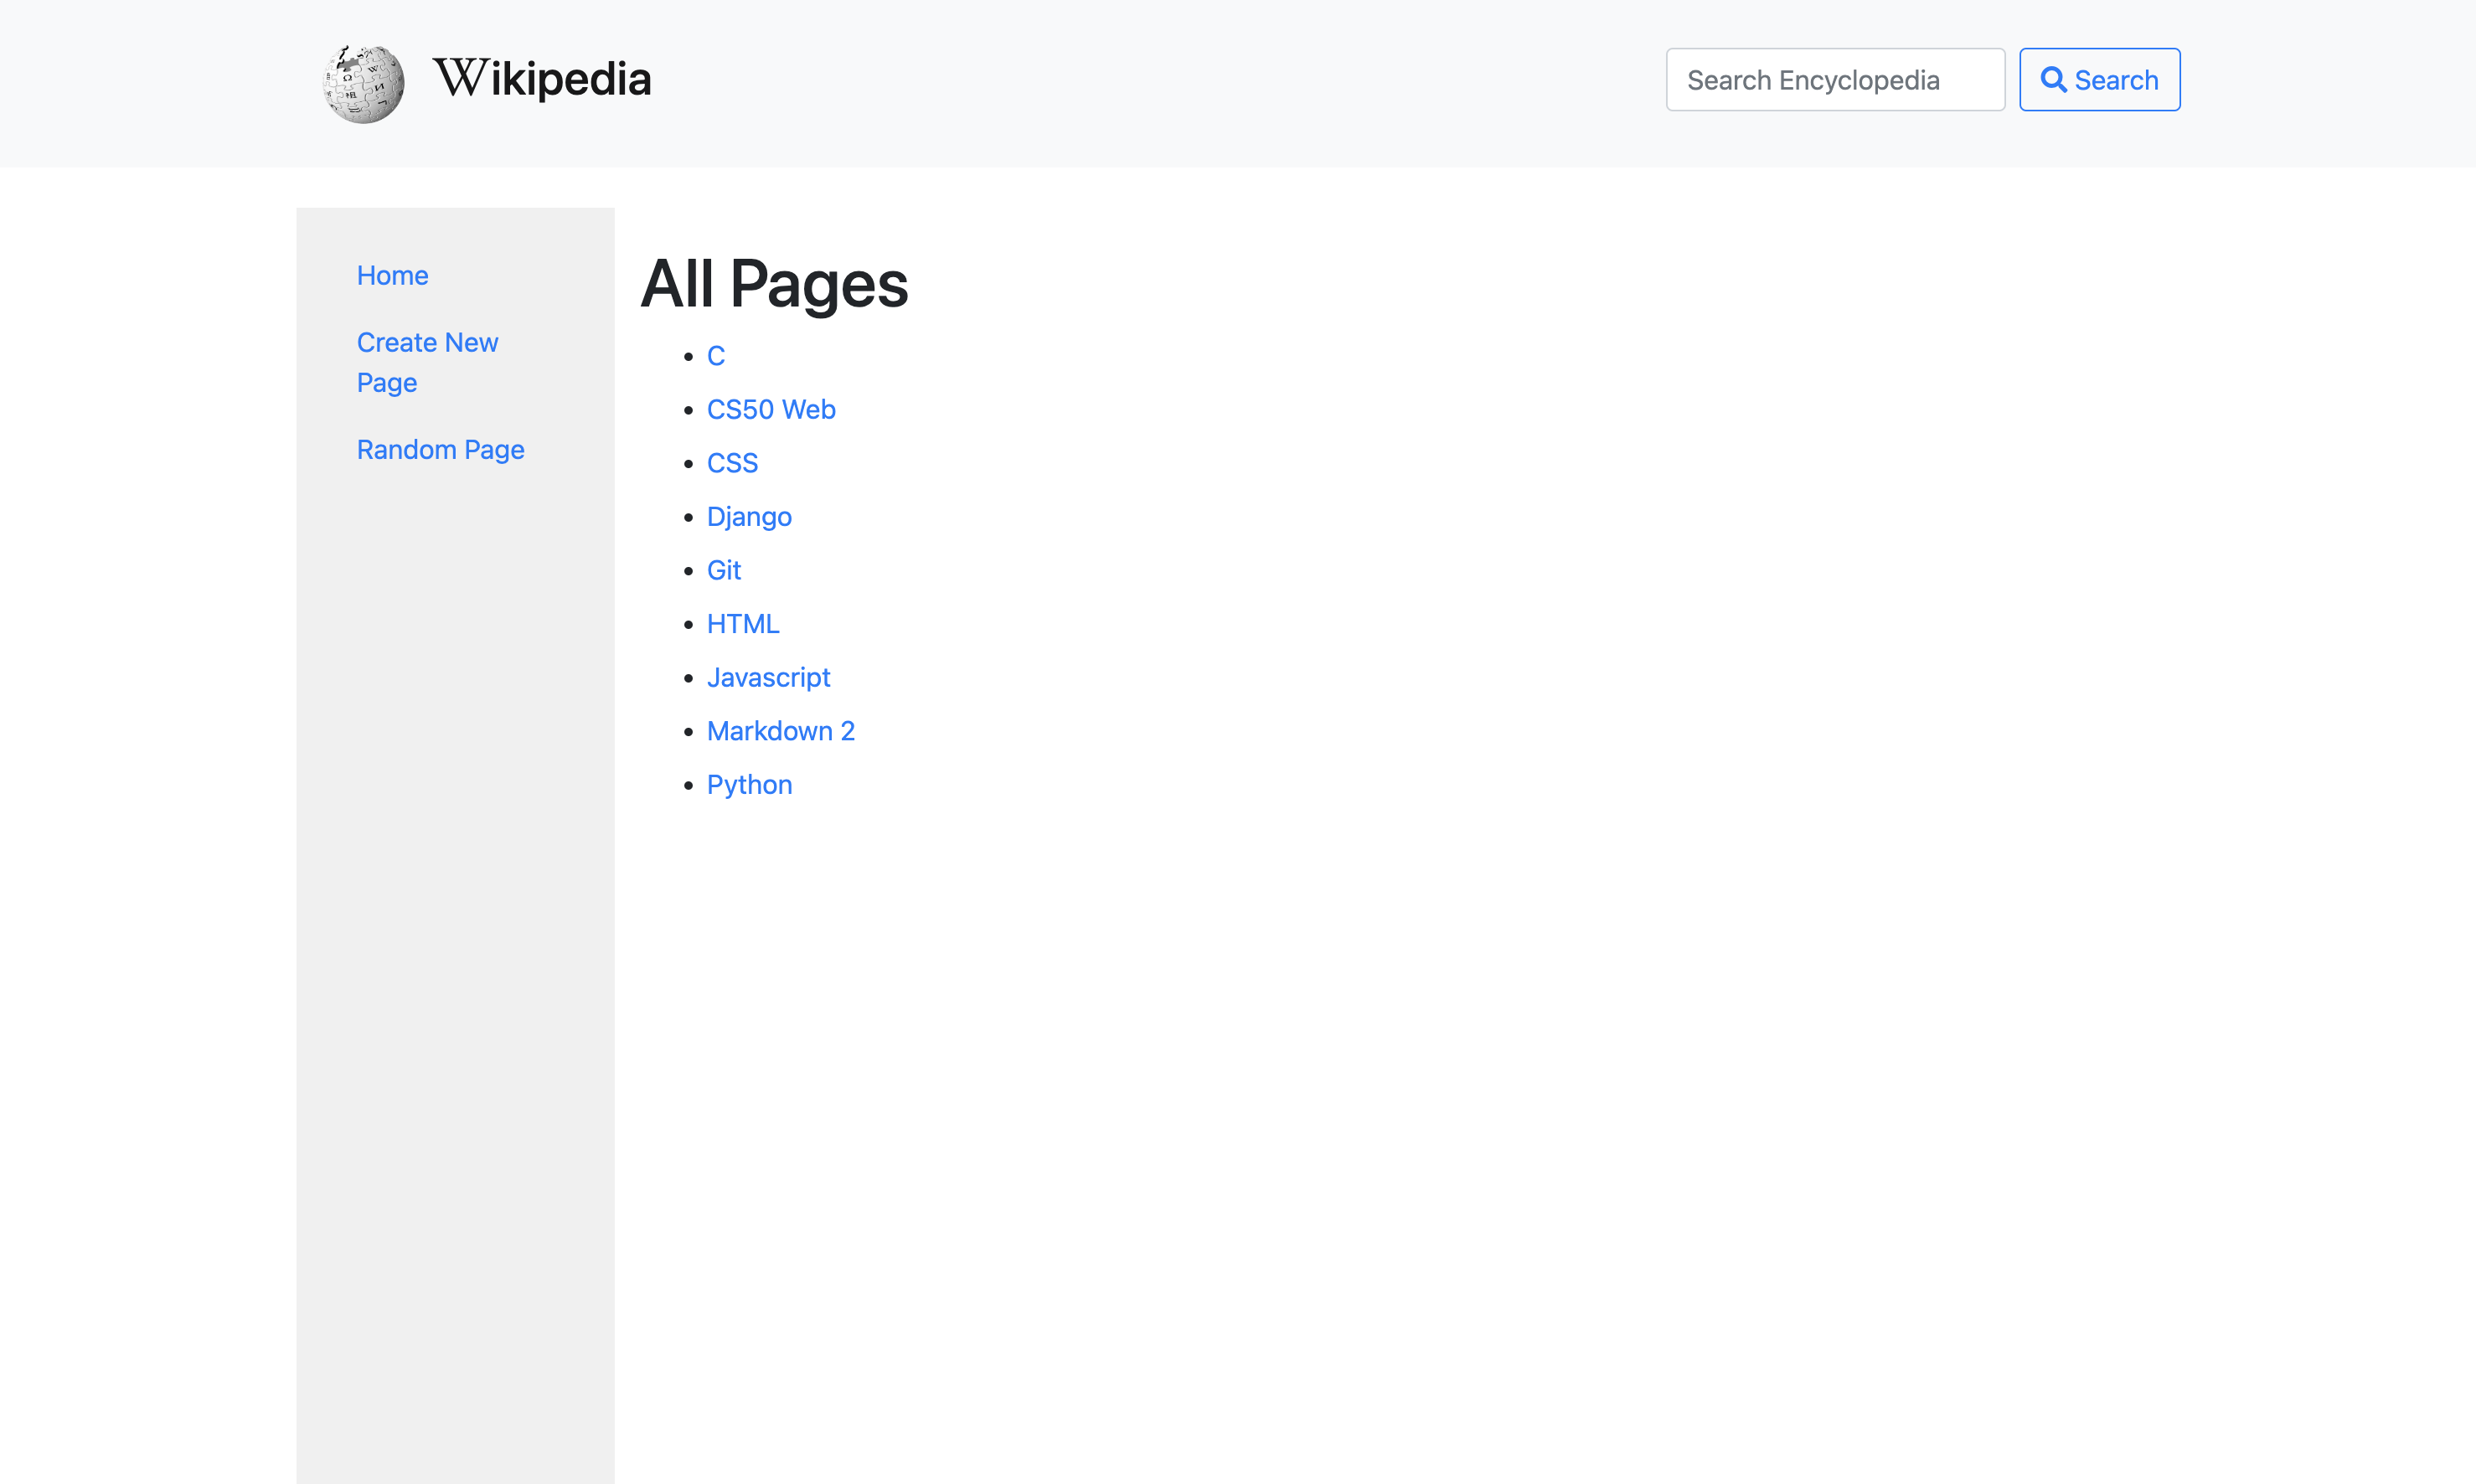 Wikipedia
Search Encyclopedia
Search
Home
Create New
Page
Random Page
All Pages
C
CS50 Web
CSS
Django
Git
HTML
Javascript
Markdown 2
Python